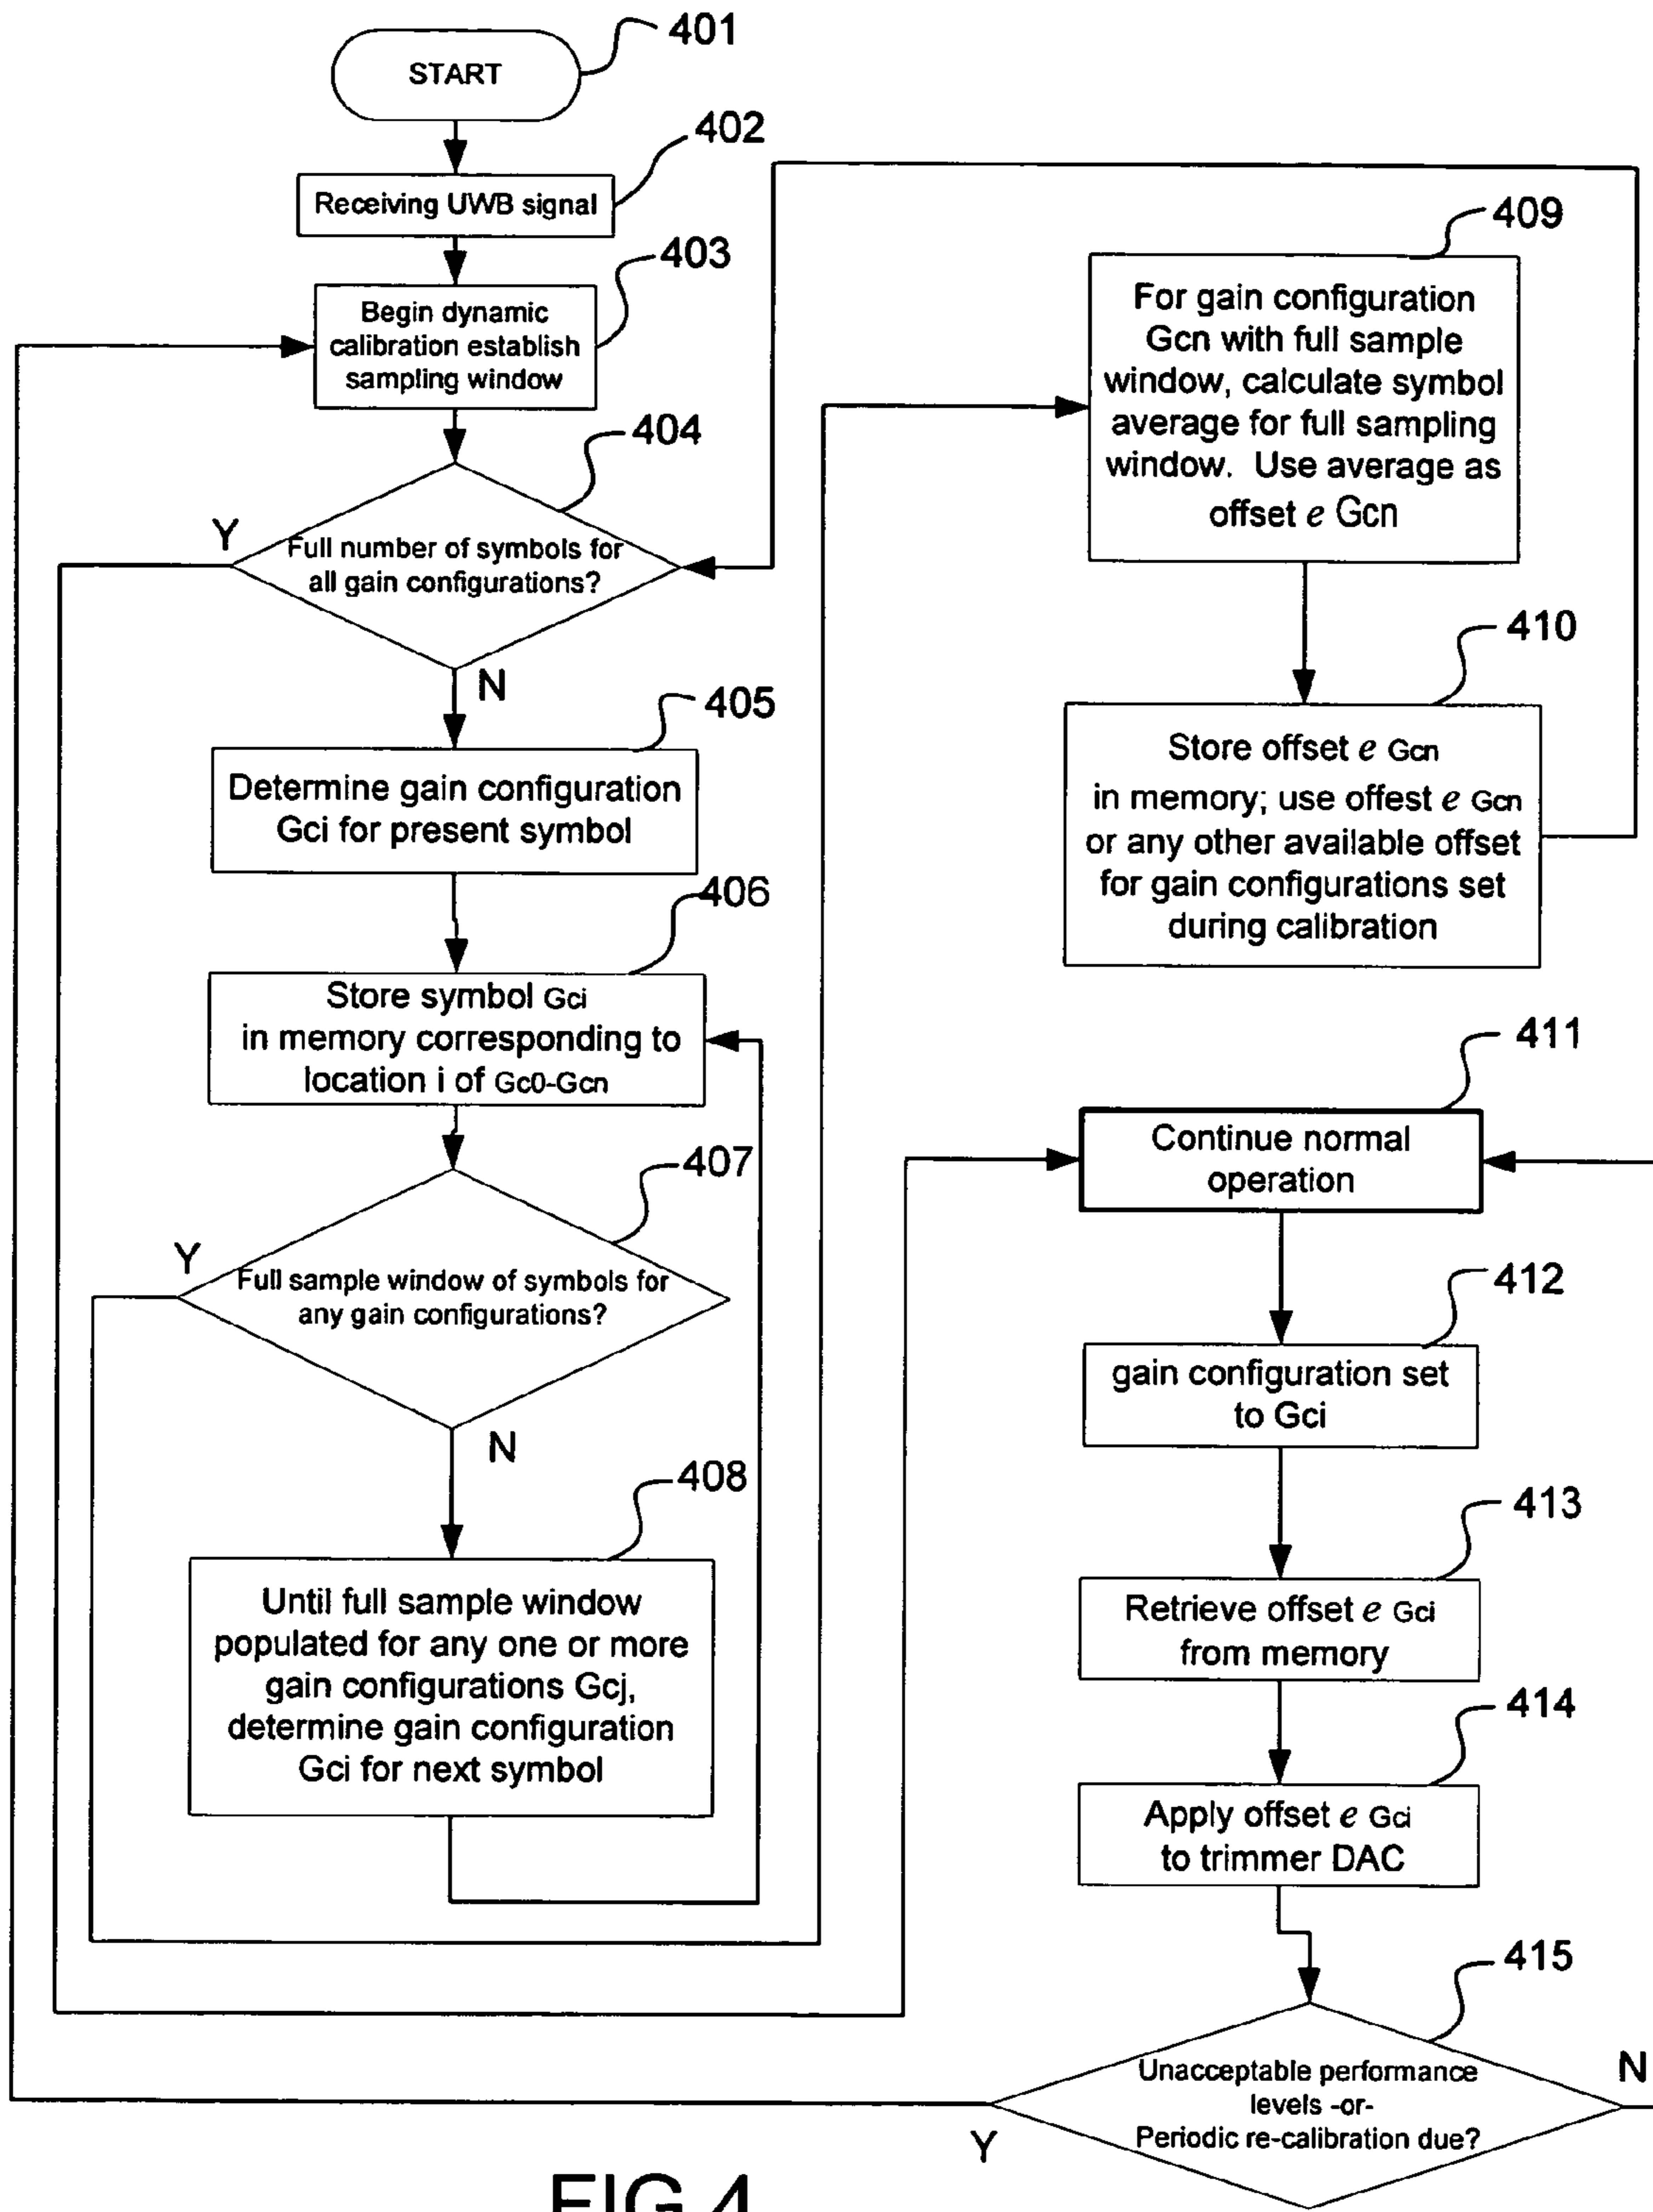 401
START
402
Receiving UWB signal
403
Begin dynamic
calibration establish
sampling window
404
Y
Full number of symbols for
all gain configurations?
N
405
Determine gain configuration
Gci for present symbol
406
Store symbol Gci
in memory corresponding to
location i of Gc0-Gcn
407
Y
Full sample window of symbols for
any gain configurations?
N
408
Until full sample window
populated for any one or more
gain configurations Gcj,
determine gain configuration
Gci for next symbol
409
For gain configuration
Gcn with full sample
window, calculate symbol
average for full sampling
window. Use average as
offset e Gcn
410
Store offset e Gcn
in memory; use offest e Gcn
or any other available offset
for gain configurations set
during calibration
411
Continue normal
operation
412
gain configuration set
to Gci
413
Retrieve offset e Gci
from memory
414
Apply offset e Gci
to trimmer DAC
415
Unacceptable performance
levels -or-
Periodic re-calibration due?
N
Y
FIG 4